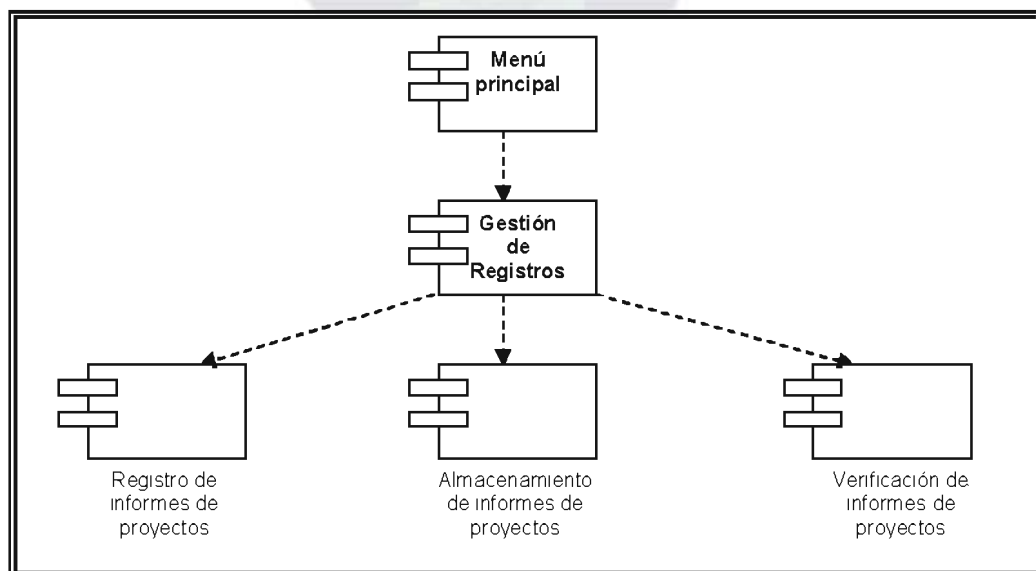 Menú
principal
Gestión
de
Registros
Registro de
informes de
proyectos
Almacenamiento
de informes de
proyectos
Verificación de
informes de
proyectos